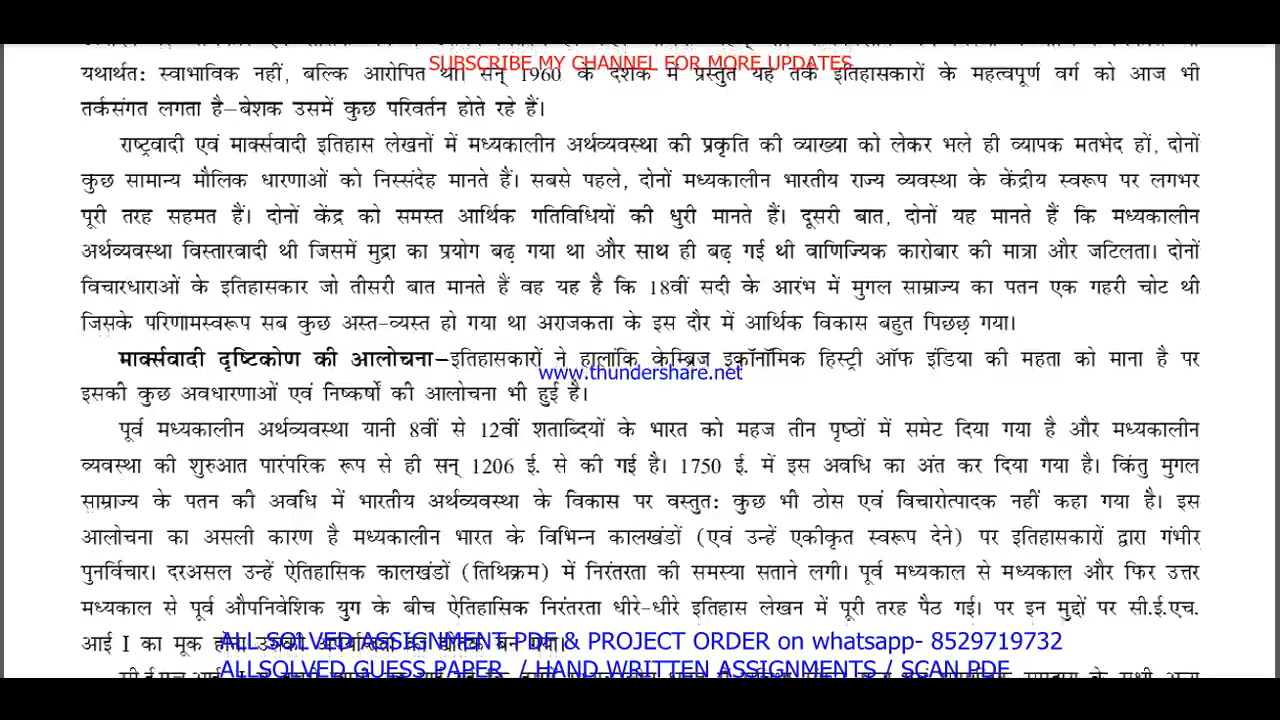 SUBSCRIBE MY CHANNEL FOR MORE UPDATES
यथार्थत: स्वाभाविक नहीं, बल्कि आरोपित थी। सन् 1960 के दशक में प्रस्तुत यह तर्क इतिहासकारों के महत्वपूर्ण वर्ग को आज भी
तर्कसंगत लगता है–बेशक उसमें कुछ परिवर्तन होते रहे हैं।
राष्ट्रवादी एवं मार्क्सवादी इतिहास लेखनों में मध्यकालीन अर्थव्यवस्था की प्रकृति की व्याख्या को लेकर भले ही व्यापक मतभेद हों, दोनों
कुछ सामान्य मौलिक धारणाओं को निस्संदेह मानते हैं। सबसे पहले, दोनों मध्यकालीन भारतीय राज्य व्यवस्था के केंद्रीय स्वरूप पर लगभर
पूरी तरह सहमत हैं। दोनों केंद्र को समस्त आर्थिक गतिविधियों की धुरी मानते हैं। दूसरी बात, दोनों यह मानते हैं कि मध्यकालीन
अर्थव्यवस्था विस्तारवादी थी जिसमें मुद्रा का प्रयोग बढ़ गया था और साथ ही बढ़ गई थी वाणिज्यिक कारोबार की मात्रा और जटिलता। दोनों
विचारधाराओं के इतिहासकार जो तीसरी बात मानते हैं वह यह है कि 18वीं सदी के आरंभ में मुगल साम्राज्य का पतन एक गहरी चोट थी
जिसके परिणामस्वरूप सब कुछ अस्त-व्यस्त हो गया था अराजकता के इस दौर में आर्थिक विकास बहुत पिछछ़ गया।
मार्क्सवादी दृष्टिकोण की आलोचना–इतिहासकारों ने हालांकि केम्ब्रिज इकॉनॉमिक हिस्ट्री ऑफ इंडिया की महता को माना है पर
www.thundershare.net
इसकी कुछ अवधारणाओं एवं निष्कर्षों की आलोचना भी हुई है।
पूर्व मध्यकालीन अर्थव्यवस्था यानी 8वीं से 12वीं शताब्दियों के भारत को महज तीन पृष्ठों में समेट दिया गया है और मध्यकालीन
व्यवस्था की शुरुआत पारंपरिक रूप से ही सन् 1206 ई. से की गई है। 1750 ई. में इस अवधि का अंत कर दिया गया है। किंतु मुगल
साम्राज्य के पतन की अवधि में भारतीय अर्थव्यवस्था के विकास पर वस्तुत: कुछ भी ठोस एवं विचारोत्पादक नहीं कहा गया है। इस
आलोचना का असली कारण है मध्यकालीन भारत के विभिन्न कालखंडों (एवं उन्हें एकीकृत स्वरूप देने) पर इतिहासकारों द्वारा गंभीर
पुनर्विचार। दरअसल उन्हें ऐतिहासिक कालखंडों (तिथिक्रम) में निरंतरता की समस्या सताने लगी। पूर्व मध्यकाल से मध्यकाल और फिर उत्तर
मध्यकाल से पूर्व औपनिवेशिक युग के बीच ऐतिहासिक निरंतरता धीरे-धीरे इतिहास लेखन में पूरी तरह पैठ गई। पर इन मुद्दों पर सी.ई.एच.
आई I का मूक
ALL SOLVED ASSIGNMENT PDF & PROJECT ORDER on whatsapp- 8529719732
ALLSOLVED GUESS PAPER / HAND WRITTEN ASSIGNMENTS / SCAN PDF